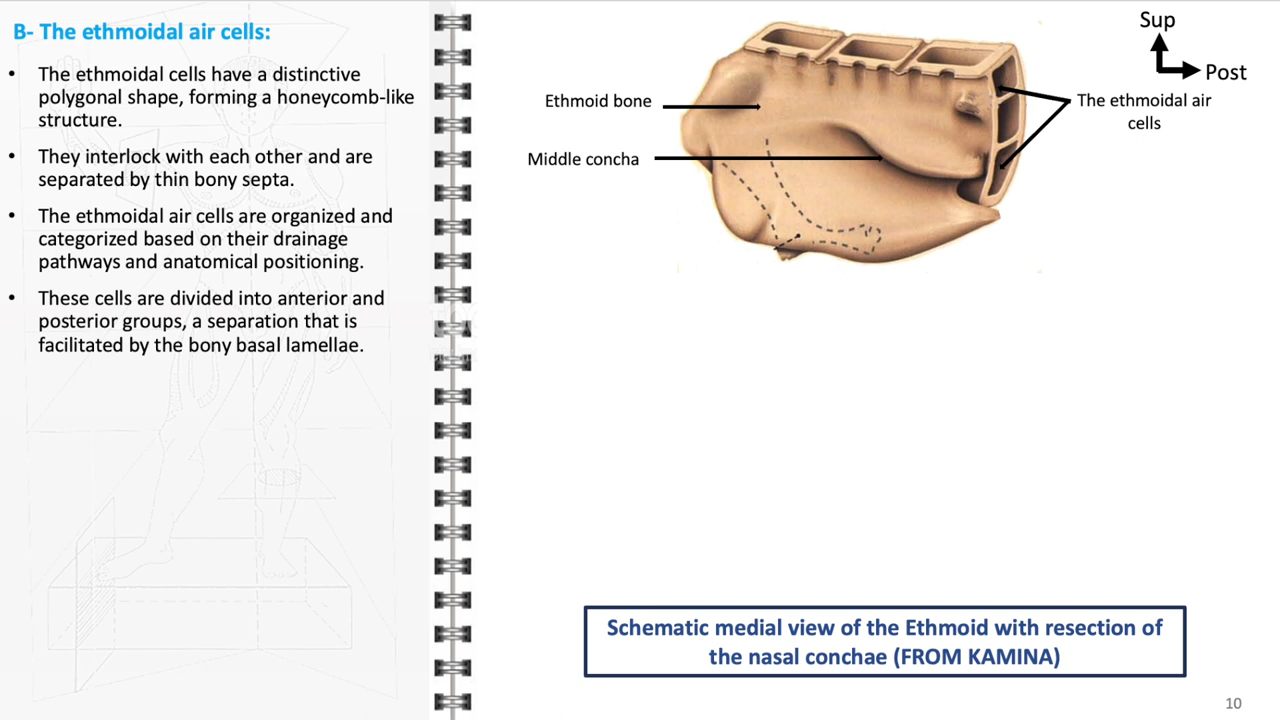 B- The ethmoidal air cells:
• The ethmoidal cells have a distinctive
polygonal shape, forming a honeycomb-like
structure.
• They interlock with each other and are
separated by thin bony septa.
• The ethmoidal air cells are organized and
categorized based on their drainage
pathways and anatomical positioning.
• These cells are divided into anterior and
posterior groups, a separation that is
facilitated by the bony basal lamellae.
Sup
Post
Ethmoid bone
Middle concha
The ethmoidal air
cells
Schematic medial view of the Ethmoid with resection of
the nasal conchae (FROM KAMINA)
10